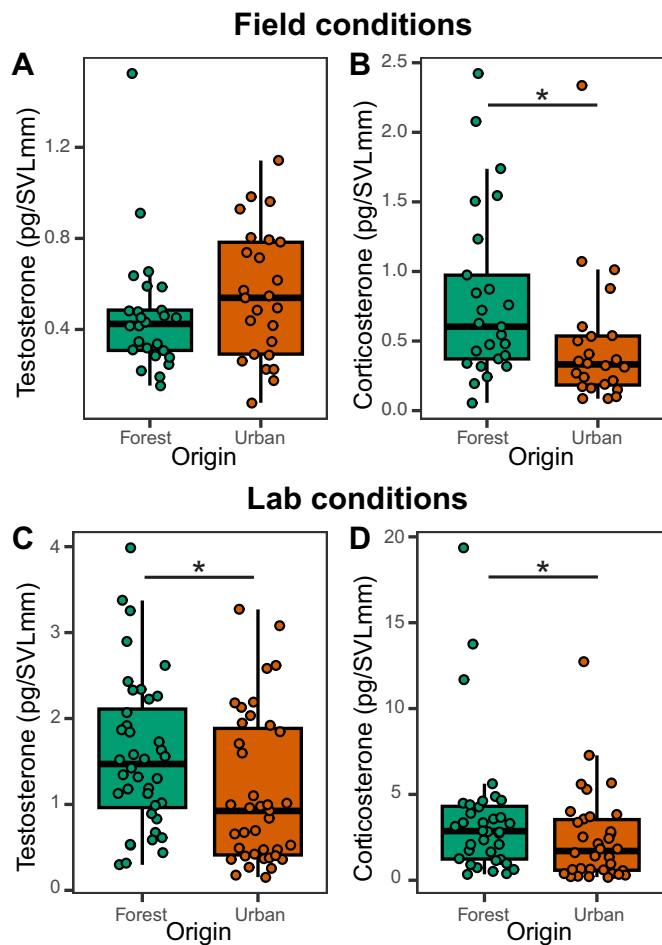 Field conditions
A
B
Testosterone (pg/SVLmm)
1.2
0.8
0.4
Forest
Urban
Origin
Corticosterone (pg/SVLmm)
2.5
2.0
1.5
1.0
0.5
0.0
*
Forest
Urban
Origin
Lab conditions
C
D
Testosterone (pg/SVLmm)
4
3
2
1
0
*
Forest
Urban
Origin
Corticosterone (pg/SVLmm)
20
15
10
5
0
*
Forest
Urban
Origin